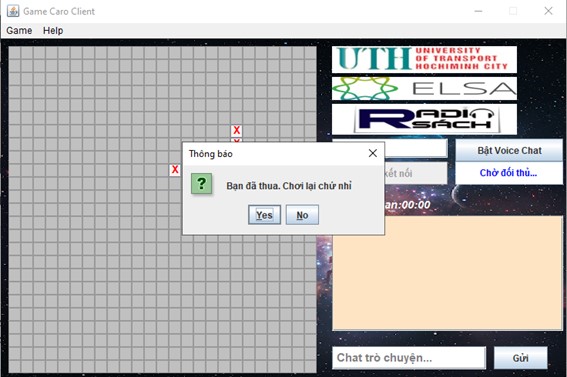 Game Caro Client
Game Help
UTH UNIVERSITY
OF TRANSPORT
HOCHIMINH CITY
ELSA
RADIO
SÁCH
X
X
Thông báo
Bạn đã thua. Chơi lại chứ nhỉ
Yes No
Bật Voice Chat
kết nối
Chờ đối thủ...
an:00:00
Chat trò chuyện...
Gửi